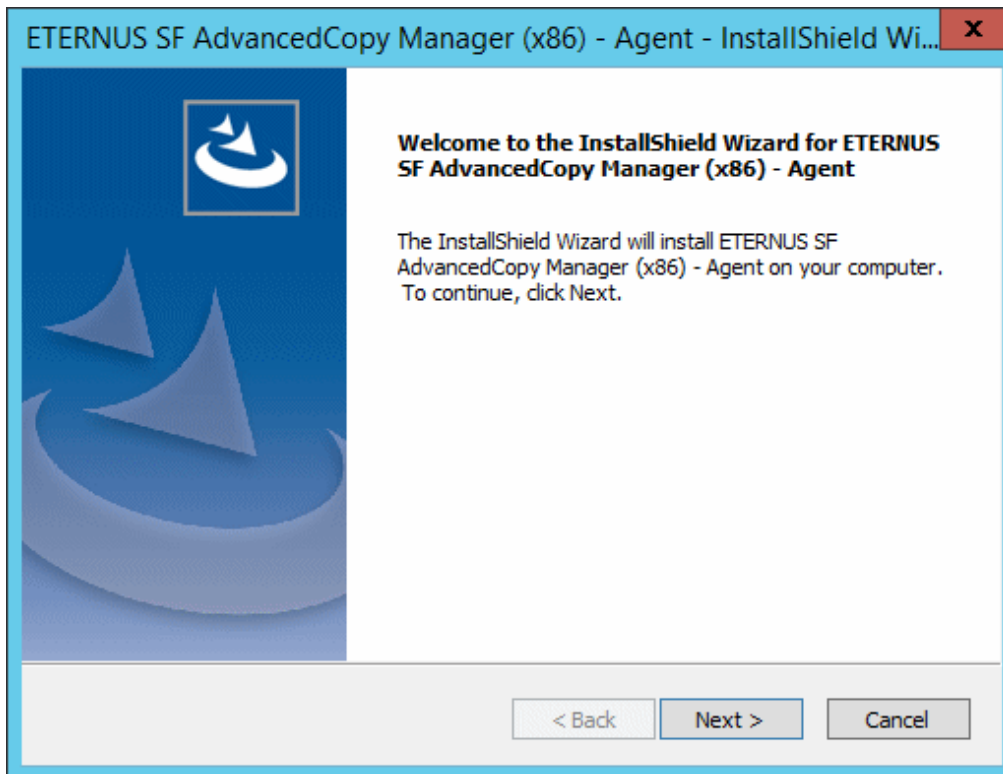 ETERNUS SF AdvancedCopy Manager (x86) - Agent - InstallShield Wi...
x
Welcome to the InstallShield Wizard for ETERNUS
SF AdvancedCopy Manager (x86) - Agent
The InstallShield Wizard will install ETERNUS SF
AdvancedCopy Manager (x86) - Agent on your computer.
To continue, click Next.
< Back
Next >
Cancel